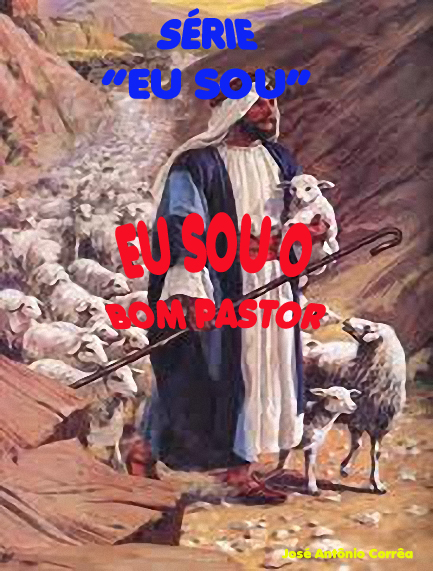 SÉRIE
"EU SOU"
EU SOU O
BOM PASTOR
José Antônio Corrêa